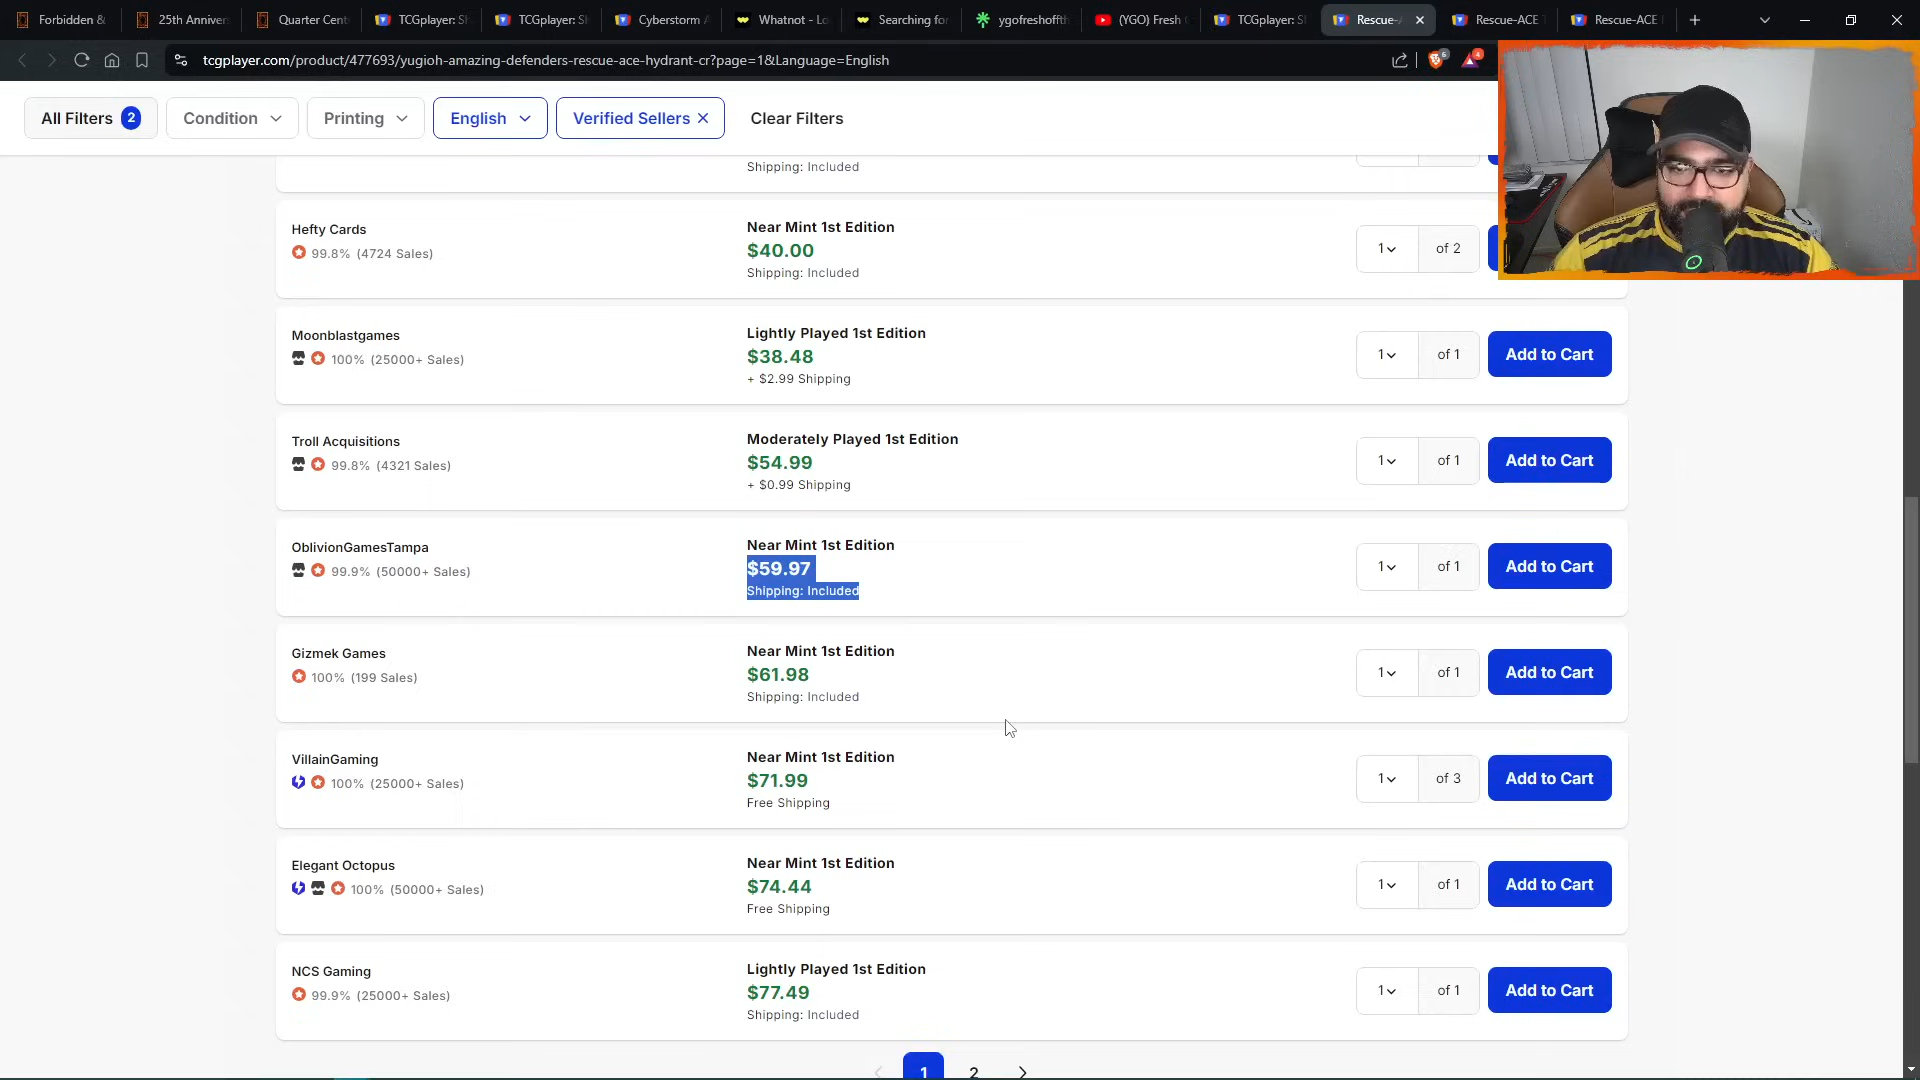 Forbidden &
25th Anniver
Quarter Cent
TCGplayer: Sh
TCGplayer: Sh
Cyberstorm A
Whatnot - Lo
Searching for
ygofreshoffth
(YGO) Fresh
TCGplayer: Sh
Rescue-A
Rescue-ACE T
Rescue-ACE
tcgplayer.com/product/477693/yugioh-amazing-defenders-rescue-ace-hydrant-cr?page=1&Language=English
All Filters 2
Condition
Printing
English
Verified Sellers
Clear Filters
Shipping: Included
Hefty Cards
99.8% (4724 Sales)
Near Mint 1st Edition
$40.00
Shipping: Included
1 of 2
Moonblastgames
100% (25000+ Sales)
Lightly Played 1st Edition
$38.48
+ $2.99 Shipping
1 of 1
Add to Cart
Troll Acquisitions
99.8% (4321 Sales)
Moderately Played 1st Edition
$54.99
+ $0.99 Shipping
1 of 1
Add to Cart
OblivionGamesTampa
99.9% (50000+ Sales)
Near Mint 1st Edition
$59.97
Shipping: Included
1 of 1
Add to Cart
Gizmek Games
100% (199 Sales)
Near Mint 1st Edition
$61.98
Shipping: Included
1 of 1
Add to Cart
VillainGaming
100% (25000+ Sales)
Near Mint 1st Edition
$71.99
Free Shipping
1 of 3
Add to Cart
Elegant Octopus
100% (50000+ Sales)
Near Mint 1st Edition
$74.44
Free Shipping
1 of 1
Add to Cart
NCS Gaming
99.9% (25000+ Sales)
Lightly Played 1st Edition
$77.49
Shipping: Included
1 of 1
Add to Cart
1 2